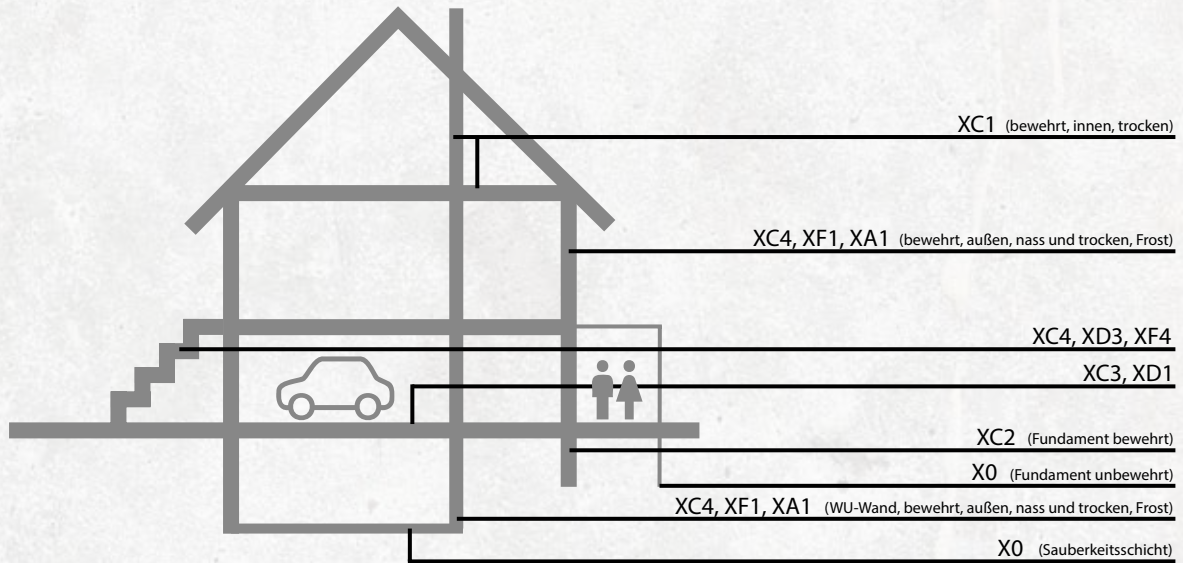 XC1 (bewehrt, innen, trocken)
XC4, XF1, XA1 (bewehrt, außen, nass und trocken, Frost)
XC4, XD3, XF4
XC3, XD1
XC2 (Fundament bewehrt)
X0 (Fundament unbewehrt)
XC4, XF1, XA1 (WU-Wand, bewehrt, außen, nass und trocken, Frost)
X0 (Sauberkeitsschicht)